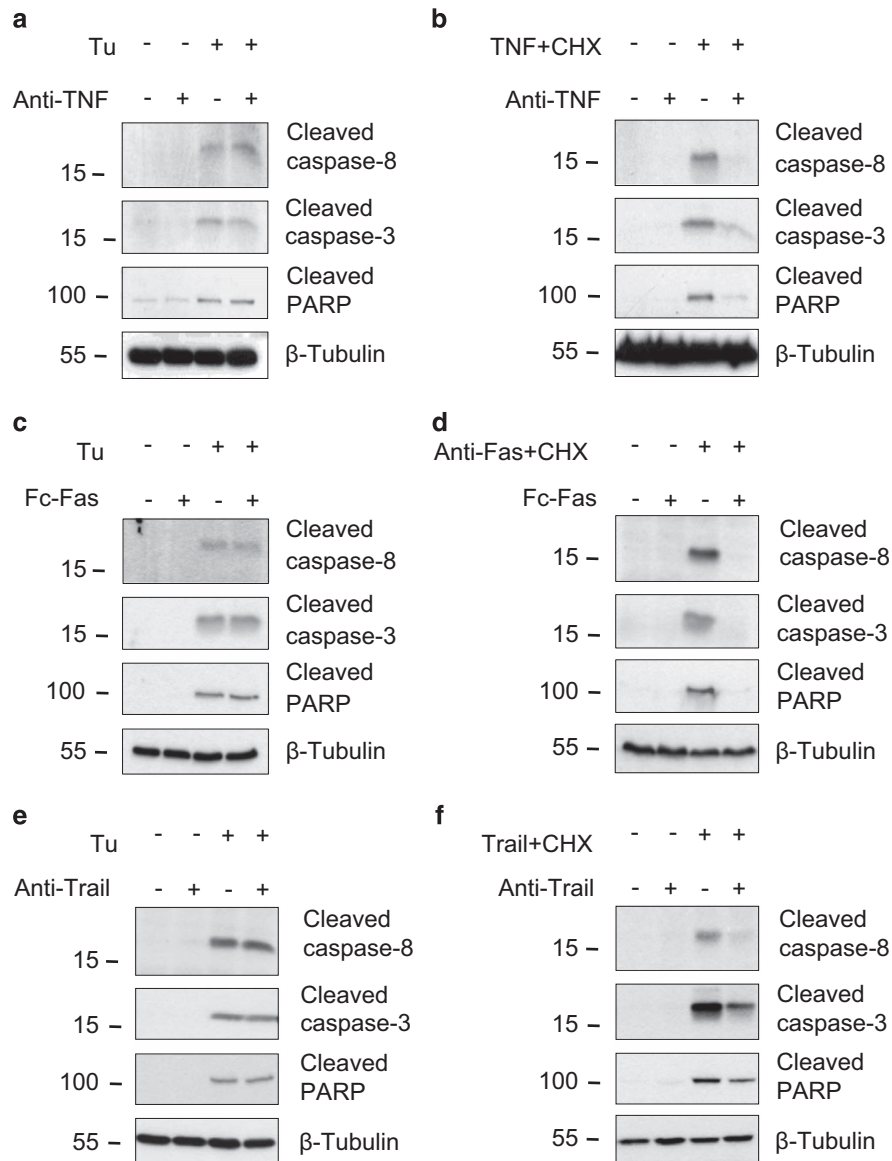 a
Tu - - + +
Anti-TNF - + - +
15 –
Cleaved
caspase-8
15 –
Cleaved
caspase-3
100 –
Cleaved
PARP
55 –
β-Tubulin
b
TNF+CHX - - + +
Anti-TNF - + - +
15 –
Cleaved
caspase-8
15 –
Cleaved
caspase-3
100 –
Cleaved
PARP
55 –
β-Tubulin
c
Tu - - + +
Fc-Fas - + - +
15 –
Cleaved
caspase-8
15 –
Cleaved
caspase-3
100 –
Cleaved
PARP
55 –
β-Tubulin
d
Anti-Fas+CHX - - + +
Fc-Fas - + - +
15 –
Cleaved
caspase-8
15 –
Cleaved
caspase-3
100 –
Cleaved
PARP
55 –
β-Tubulin
e
Tu - - + +
Anti-Trail - + - +
15 –
Cleaved
caspase-8
15 –
Cleaved
caspase-3
100 –
Cleaved
PARP
55 –
β-Tubulin
f
Trail+CHX - - + +
Anti-Trail - + - +
15 –
Cleaved
caspase-8
15 –
Cleaved
caspase-3
100 –
Cleaved
PARP
55 –
β-Tubulin